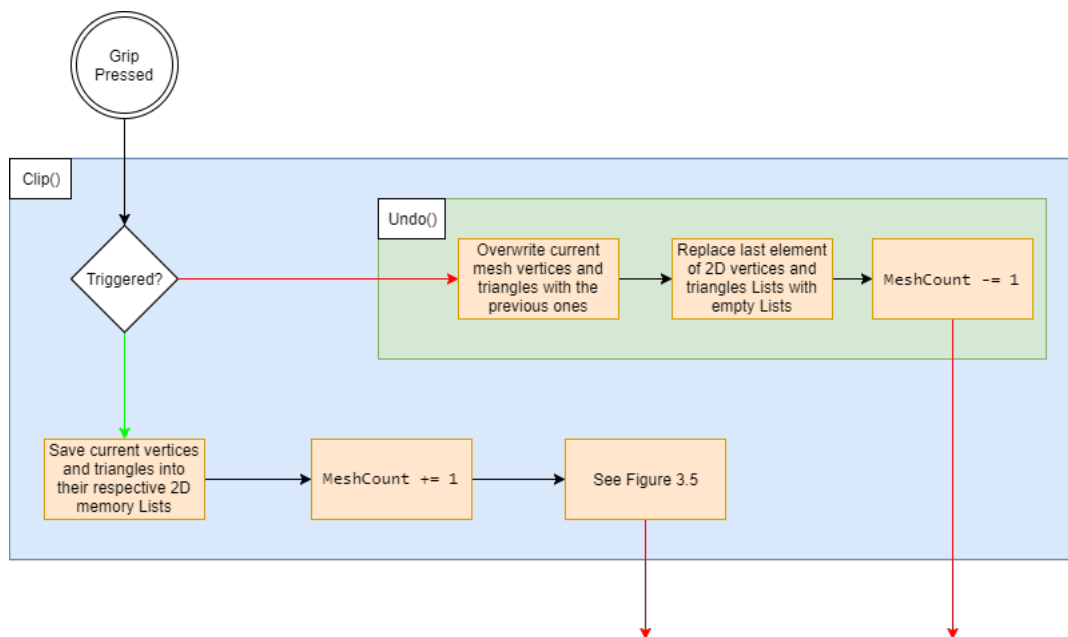 Grip
Pressed
Clip()
Undo()
Triggered?
Overwrite current
mesh vertices and
triangles with the
previous ones
Replace last element
of 2D vertices and
triangles Lists with
empty Lists
MeshCount -= 1
Save current vertices
and triangles into
their respective 2D
memory Lists
MeshCount += 1
See Figure 3.5